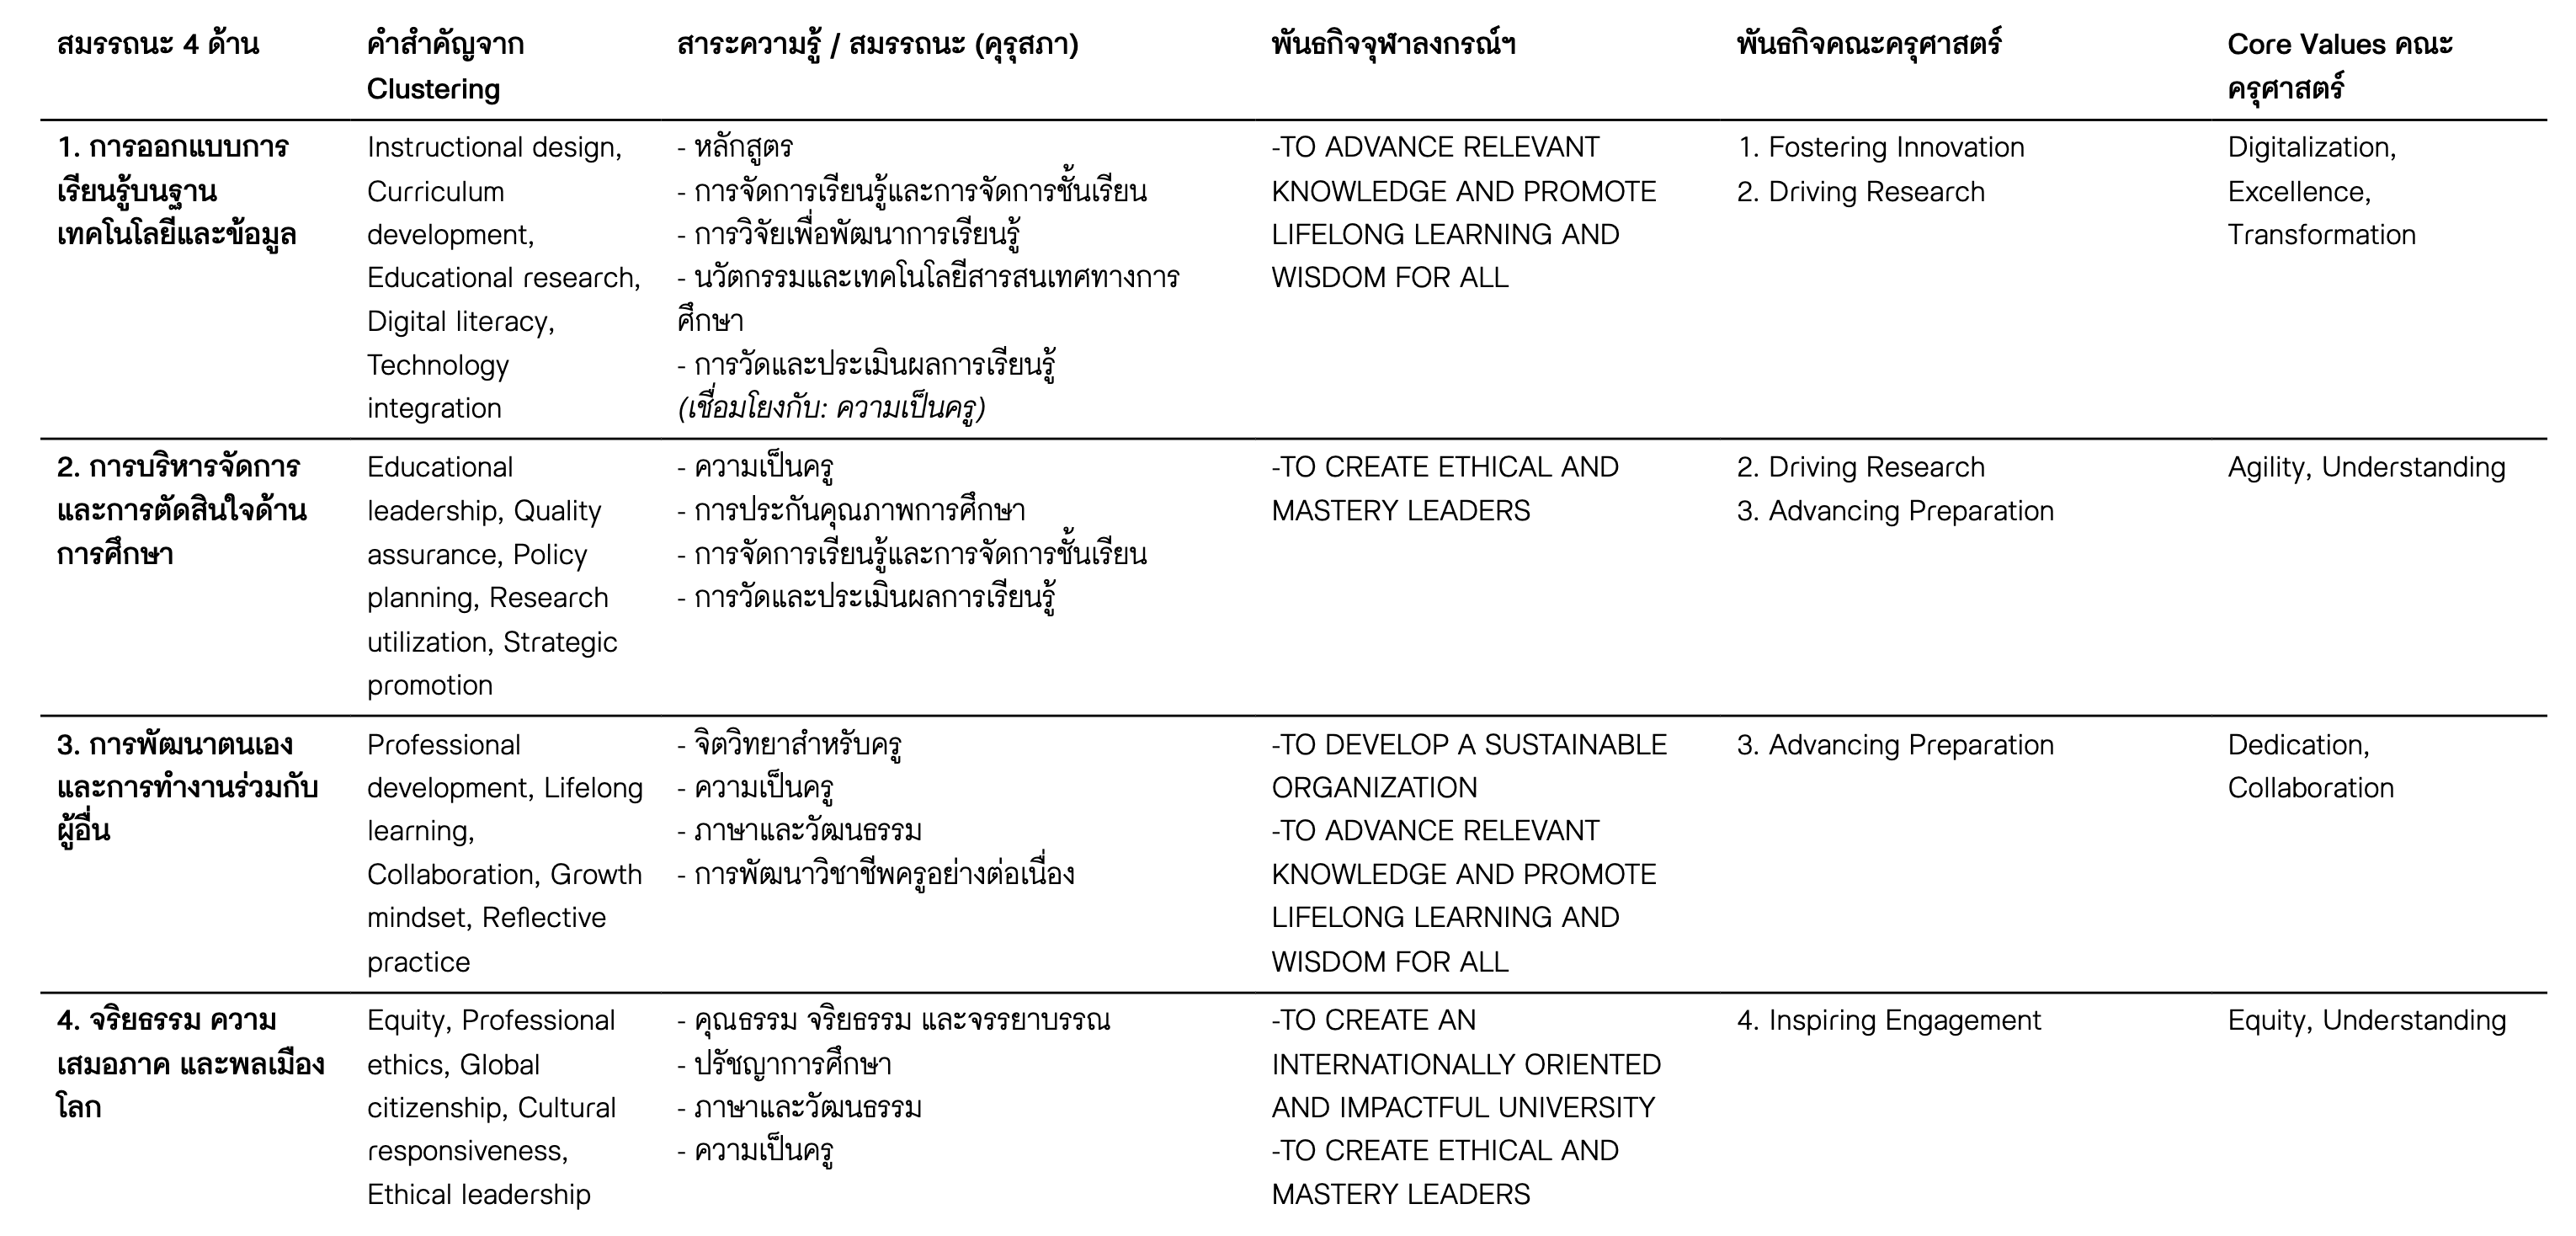 สมรรถนะ 4 ด้าน
คำสำคัญจาก
Clustering
สาระความรู้ / สมรรถนะ (คุรุสภา)
พันธกิจจุฬาลงกรณ์ฯ
พันธกิจคณะครุศาสตร์
Core Values คณะ
ครุศาสตร์
1. การออกแบบการ
เรียนรู้บนฐาน
เทคโนโลยีและข้อมูล
Instructional design,
Curriculum
development,
Educational research,
Digital literacy,
Technology
integration
- หลักสูตร
- การจัดการเรียนรู้และการจัดการชั้นเรียน
- การวิจัยเพื่อพัฒนาการเรียนรู้
- นวัตกรรมและเทคโนโลยีสารสนเทศทางการ
ศึกษา
- การวัดและประเมินผลการเรียนรู้
(เชื่อมโยงกับ: ความเป็นครู)
-TO ADVANCE RELEVANT
KNOWLEDGE AND PROMOTE
LIFELONG LEARNING AND
WISDOM FOR ALL
1. Fostering Innovation
2. Driving Research
Digitalization,
Excellence,
Transformation
2. การบริหารจัดการ
และการตัดสินใจด้าน
การศึกษา
Educational
leadership, Quality
assurance, Policy
planning, Research
utilization, Strategic
promotion
- ความเป็นครู
- การประกันคุณภาพการศึกษา
- การจัดการเรียนรู้และการจัดการชั้นเรียน
- การวัดและประเมินผลการเรียนรู้
-TO CREATE ETHICAL AND
MASTERY LEADERS
2. Driving Research
3. Advancing Preparation
Agility, Understanding
3. การพัฒนาตนเอง
และการทำงานร่วมกับ
ผู้อื่น
Professional
development, Lifelong
learning,
Collaboration, Growth
mindset, Reflective
practice
- จิตวิทยาสำหรับครู
- ความเป็นครู
- ภาษาและวัฒนธรรม
- การพัฒนาวิชาชีพครูอย่างต่อเนื่อง
-TO DEVELOP A SUSTAINABLE
ORGANIZATION
-TO ADVANCE RELEVANT
KNOWLEDGE AND PROMOTE
LIFELONG LEARNING AND
WISDOM FOR ALL
3. Advancing Preparation
Dedication,
Collaboration
4. จริยธรรม ความ
เสมอภาค และพลเมือง
โลก
Equity, Professional
ethics, Global
citizenship, Cultural
responsiveness,
Ethical leadership
- คุณธรรม จริยธรรม และจรรยาบรรณ
- ปรัชญาการศึกษา
- ภาษาและวัฒนธรรม
- ความเป็นครู
-TO CREATE AN
INTERNATIONALLY ORIENTED
AND IMPACTFUL UNIVERSITY
-TO CREATE ETHICAL AND
MASTERY LEADERS
4. Inspiring Engagement
Equity, Understanding